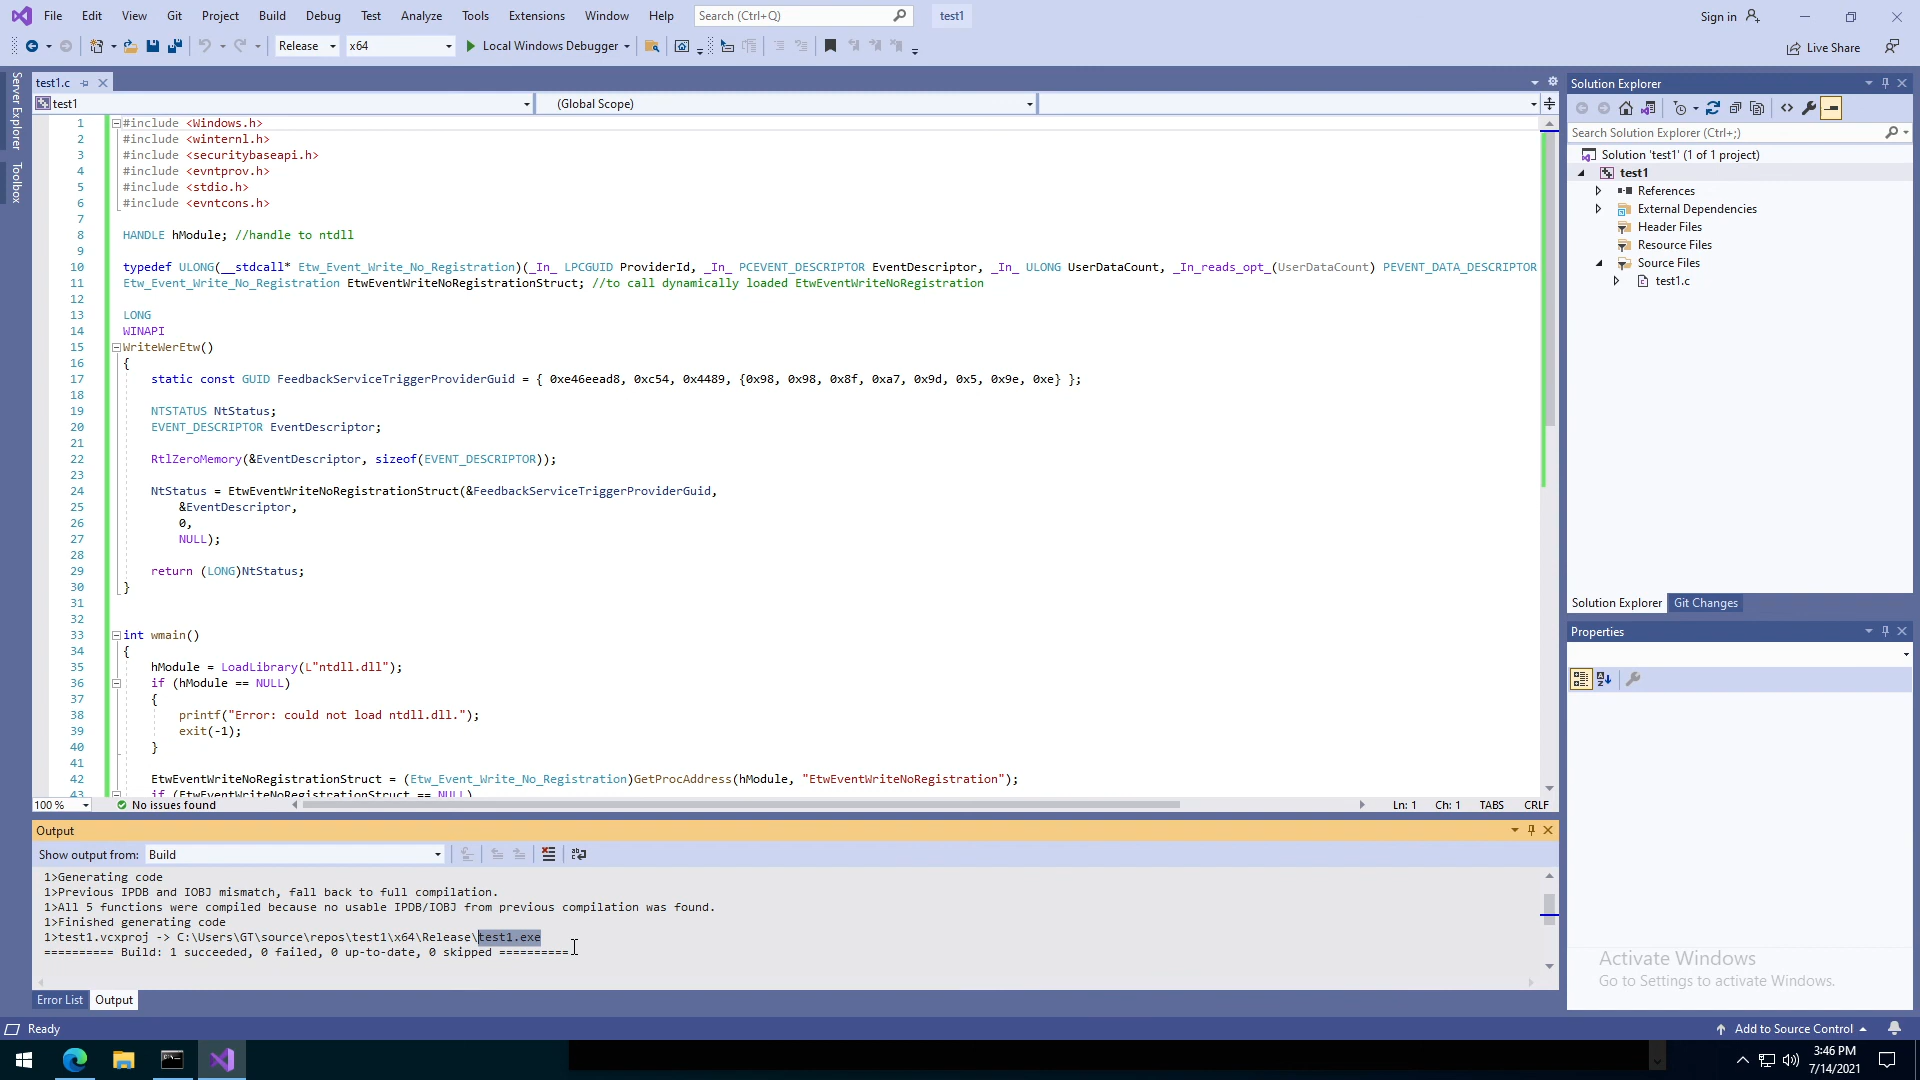 File Edit View Git Project Build Debug Test Analyze Tools Extensions Window Help Search (Ctrl+Q) test1 Sign in
Release x64 Local Windows Debugger Live Share
Server Explorer
Toolbox
test1.c
test1 (Global Scope)
1 #include <Windows.h>
2 #include <winternl.h>
3 #include <securitybaseapi.h>
4 #include <evntprov.h>
5 #include <stdio.h>
6 #include <evntcons.h>
7
8 HANDLE hModule; //handle to ntdll
9
10 typedef ULONG(__stdcall* Etw_Event_Write_No_Registration)(_In_ LPCGUID ProviderId, _In_ PCEVENT_DESCRIPTOR EventDescriptor, _In_ ULONG UserDataCount, _In_reads_opt_(UserDataCount) PEVENT_DATA_DESCRIPTOR
11 Etw_Event_Write_No_Registration EtwEventWriteNoRegistrationStruct; //to call dynamically loaded EtwEventWriteNoRegistration
12
13 LONG
14 WINAPI
15 WriteWerEtw()
16 {
17 static const GUID FeedbackServiceTriggerProviderGuid = { 0xe46eead8, 0xc54, 0x4489, {0x98, 0x98, 0x8f, 0xa7, 0x9d, 0x5, 0x9e, 0xe} };
18
19 NTSTATUS NtStatus;
20 EVENT_DESCRIPTOR EventDescriptor;
21
22 RtlZeroMemory(&EventDescriptor, sizeof(EVENT_DESCRIPTOR));
23
24 NtStatus = EtwEventWriteNoRegistrationStruct(&FeedbackServiceTriggerProviderGuid,
25 &EventDescriptor,
26 0,
27 NULL);
28
29 return (LONG)NtStatus;
30 }
31
32
33 int wmain()
34 {
35 hModule = LoadLibrary(L"ntdll.dll");
36 if (hModule == NULL)
37 {
38 printf("Error: could not load ntdll.dll.");
39 exit(-1);
40 }
41
42 EtwEventWriteNoRegistrationStruct = (Etw_Event_Write_No_Registration)GetProcAddress(hModule, "EtwEventWriteNoRegistration");
43 if (EtwEventWriteNoRegistrationStruct == NULL)
100 % No issues found Ln: 1 Ch: 1 TABS CRLF
Output
Show output from: Build
1>Generating code
1>Previous IPDB and IOBJ mismatch, fall back to full compilation.
1>All 5 functions were compiled because no usable IPDB/IOBJ from previous compilation was found.
1>Finished generating code
1>test1.vcxproj -> C:\Users\GT\source\repos\test1\x64\Release\test1.exe
========== Build: 1 succeeded, 0 failed, 0 up-to-date, 0 skipped ==========
Error List Output
Solution Explorer
Search Solution Explorer (Ctrl+;)
Solution 'test1' (1 of 1 project)
test1
References
External Dependencies
Header Files
Resource Files
Source Files
test1.c
Solution Explorer Git Changes
Properties
Activate Windows
Go to Settings to activate Windows.
Ready Add to Source Control
3:46 PM
7/14/2021